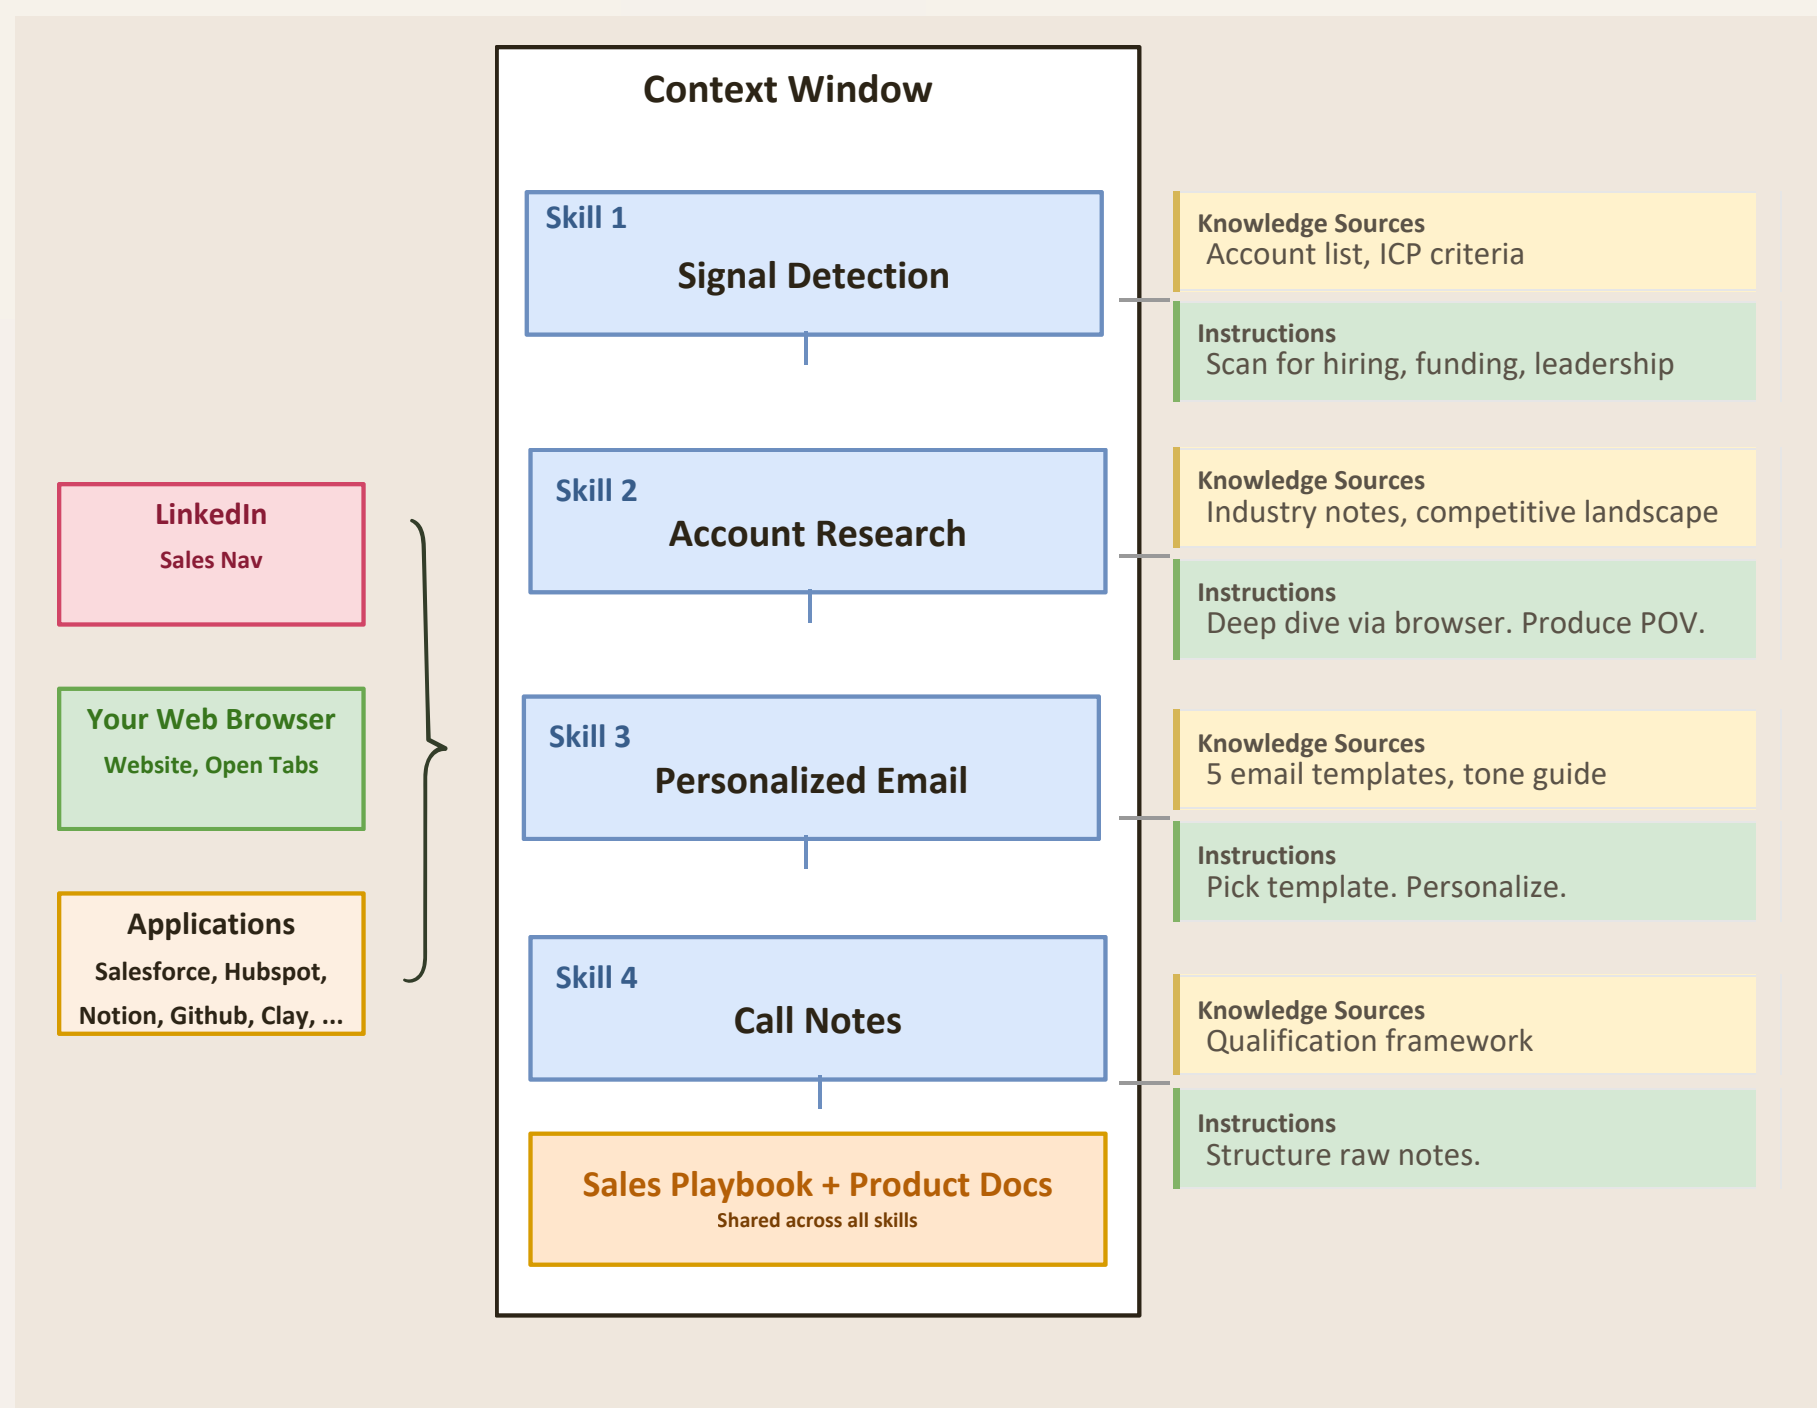 Context Window
Skill 1
Signal Detection
Knowledge Sources
Account list, ICP criteria
Instructions
Scan for hiring, funding, leadership
Skill 2
Account Research
Knowledge Sources
Industry notes, competitive landscape
Instructions
Deep dive via browser. Produce POV.
LinkedIn
Sales Nav
Your Web Browser
Website, Open Tabs
Applications
Salesforce, Hubspot,
Notion, Github, Clay, ...
Skill 3
Personalized Email
Knowledge Sources
5 email templates, tone guide
Instructions
Pick template. Personalize.
Skill 4
Call Notes
Knowledge Sources
Qualification framework
Instructions
Structure raw notes.
Sales Playbook + Product Docs
Shared across all skills